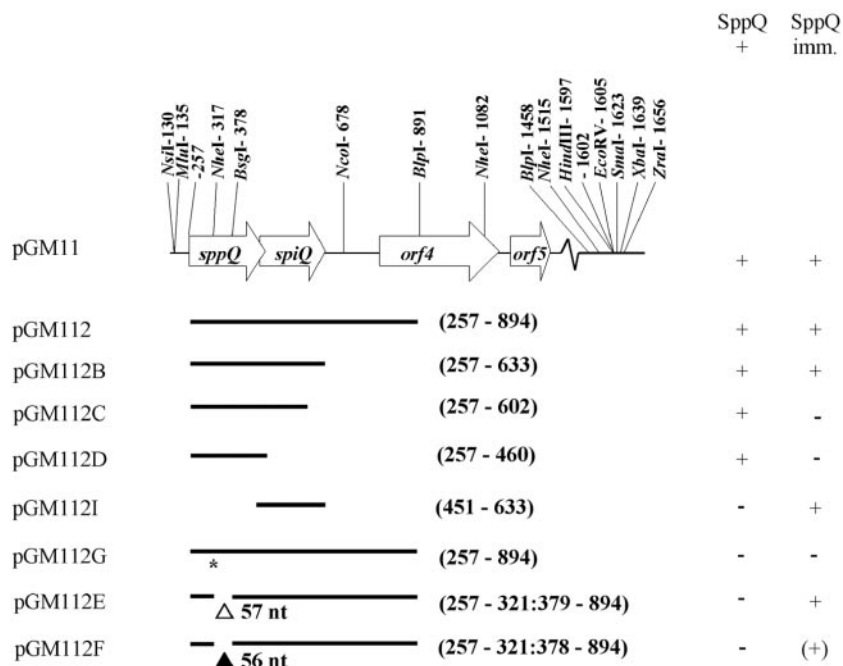 SppQ SppQ
+ imm.
NsiI- 130
MluI- 135
-257
NheI- 317
BsgI- 378
NcoI- 678
BlpI- 891
NheI- 1082
BlpI- 1458
NheI- 1515
HindIII- 1597
- 1602
EcoRV- 1605
SmaI- 1623
XbaI- 1639
ZraI- 1656
pGM11 sppQ spiQ orf4 orf5 + +
pGM112 (257 - 894) + +
pGM112B (257 - 633) + +
pGM112C (257 - 602) + -
pGM112D (257 - 460) + -
pGM112I (451 - 633) - +
pGM112G * (257 - 894) - -
pGM112E (257 - 321:379 - 894) - +
△ 57 nt
pGM112F (257 - 321:378 - 894) - (+)
▲ 56 nt